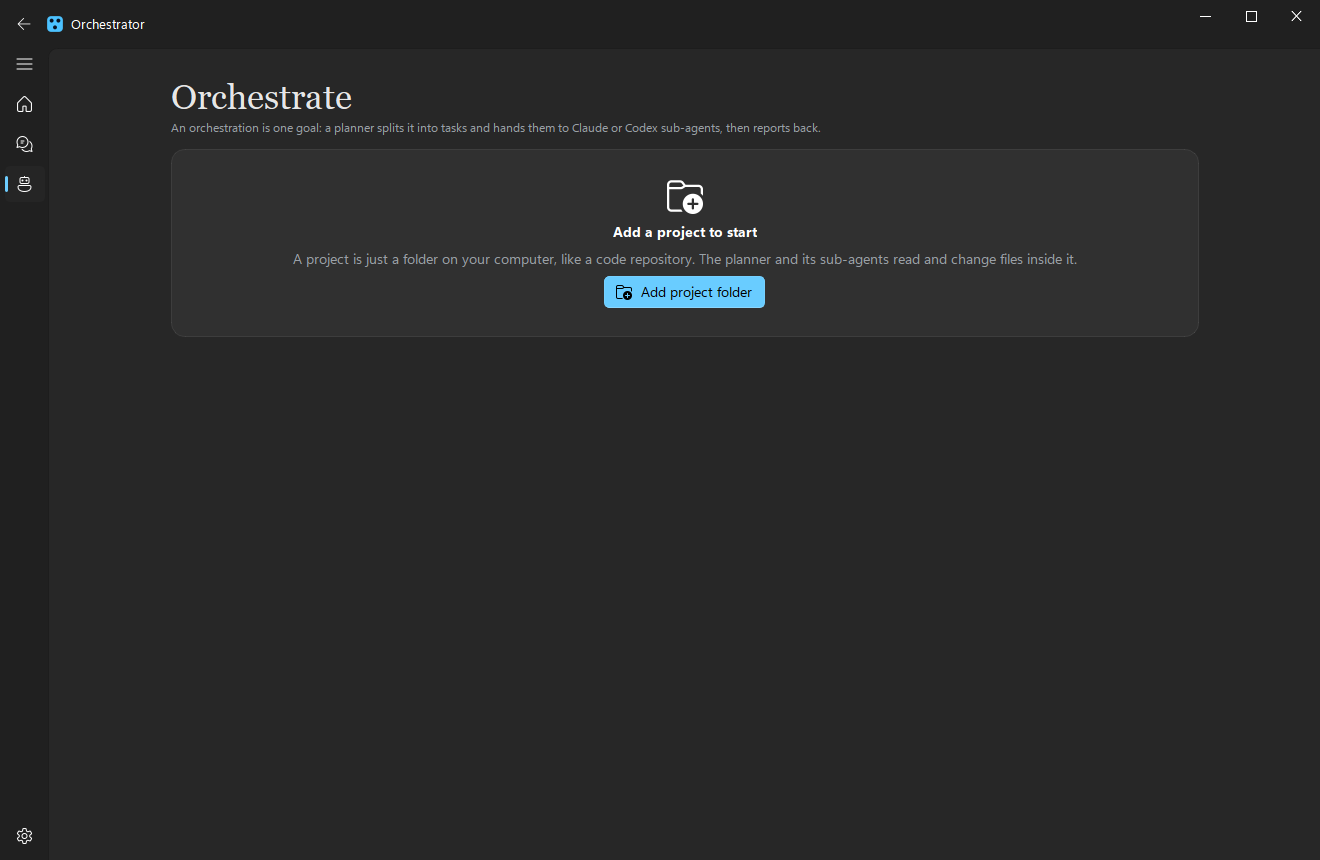 Orchestrator
Orchestrate
An orchestration is one goal: a planner splits it into tasks and hands them to Claude or Codex sub-agents, then reports back.
Add a project to start
A project is just a folder on your computer, like a code repository. The planner and its sub-agents read and change files inside it.
Add project folder